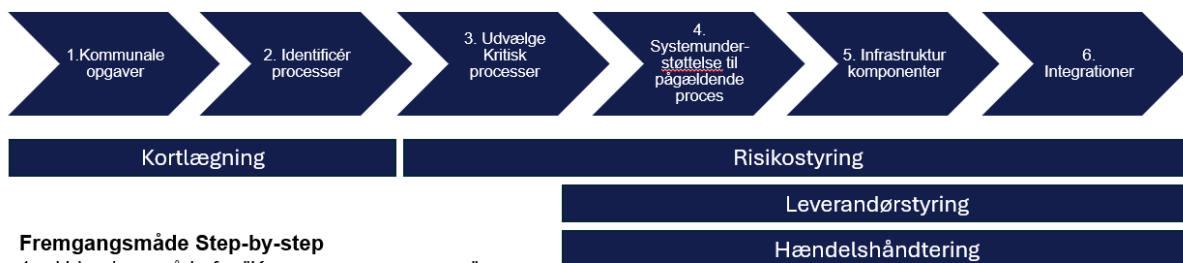 1.Kommunale
opgaver
2. Identificér
processer
3. Udvælge
Kritisk
processer
4.
Systemunder-
støttelse til
pågældende
proces
5. Infrastruktur
komponenter
6.
Integrationer
Kortlægning
Risikostyring
Leverandørstyring
Hændelshåndtering
Fremgangsmåde Step-by-step